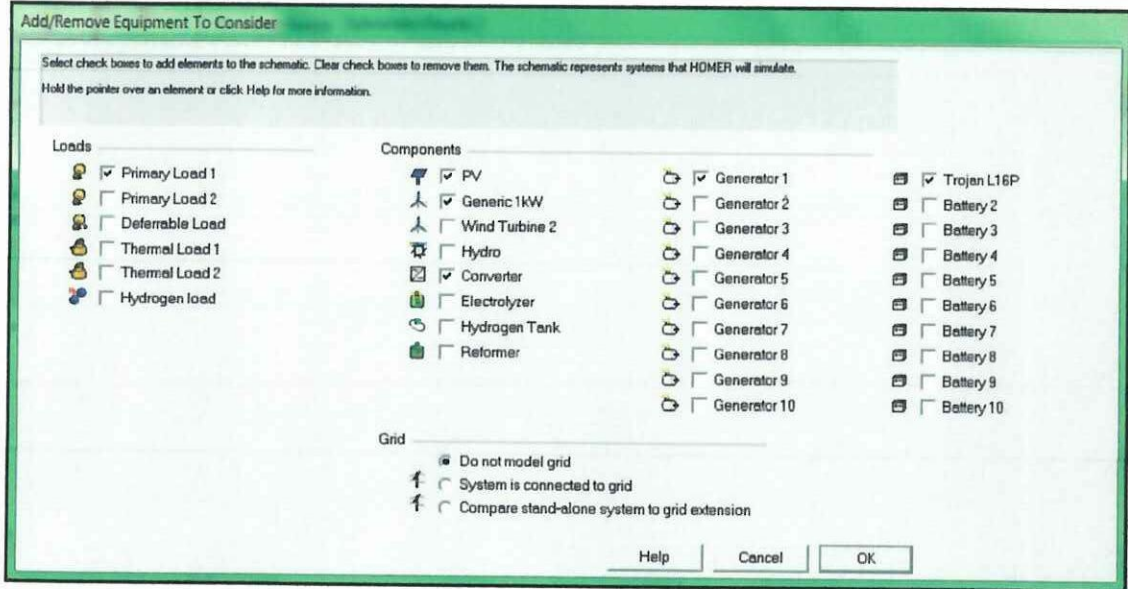 Add/Remove Equipment To Consider
Select check boxes to add elements to the schematic. Clear check boxes to remove them. The schematic represents systems that HOMER will simulate.
Hold the pointer over an element or click Help for more information.
Loads
Primary Load 1
Primary Load 2
Deferrable Load
Thermal Load 1
Thermal Load 2
Hydrogen load
Components
PV
Generic 1kW
Wind Turbine 2
Hydro
Converter
Electrolyzer
Hydrogen Tank
Reformer
Generator 1
Generator 2
Generator 3
Generator 4
Generator 5
Generator 6
Generator 7
Generator 8
Generator 9
Generator 10
Trojan L16P
Battery 2
Battery 3
Battery 4
Battery 5
Battery 6
Battery 7
Battery 8
Battery 9
Battery 10
Grid
Do not model grid
System is connected to grid
Compare stand-alone system to grid extension
Help
Cancel
OK